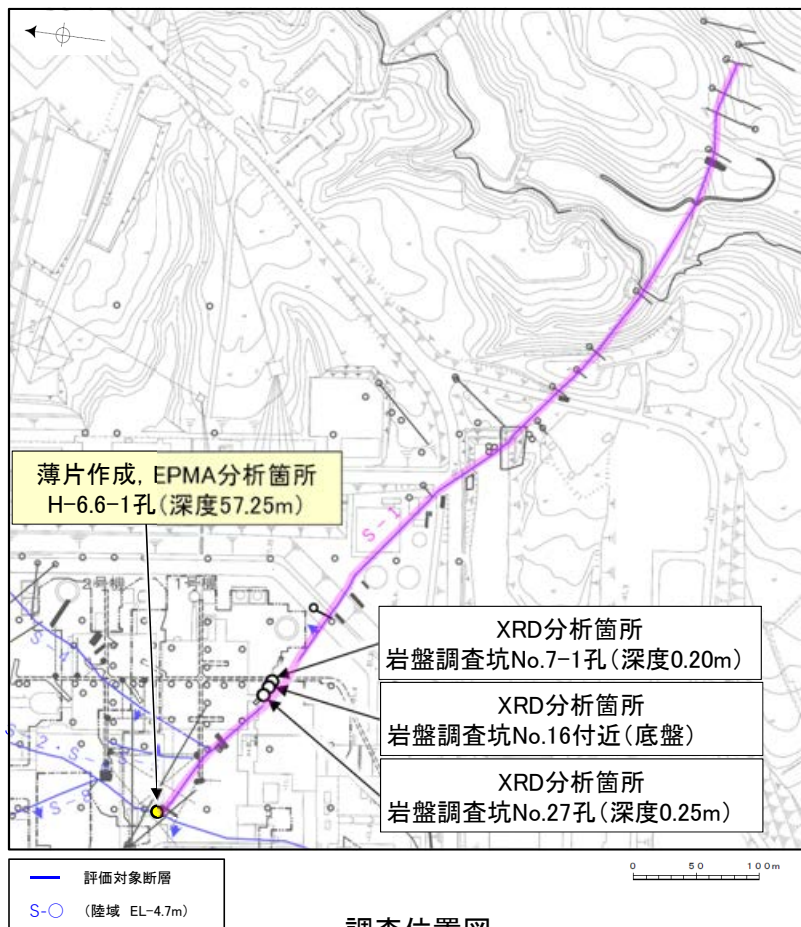 S-1
薄片作成, EPMA分析箇所
H-6.6-1孔(深度57.25m)
2号機
1号機
S-4
XRD分析箇所
岩盤調査坑No.7-1孔(深度0.20m)
XRD分析箇所
岩盤調査坑No.16付近(底盤)
XRD分析箇所
岩盤調査坑No.27孔(深度0.25m)
S-2・S-
S-8
0 50 100m
評価対象断層
S-○ (陸域 EL-4.7m)
調査位置図